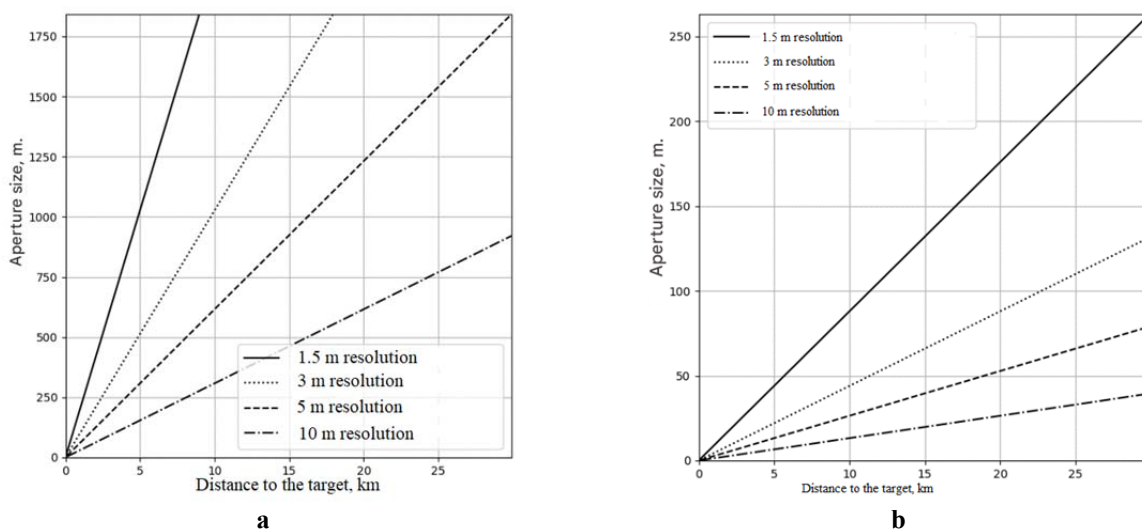 1750
1500
1250
1000
750
500
250
0
Aperture size, m.
1.5 m resolution
3 m resolution
5 m resolution
10 m resolution
0 5 10 15 20 25
Distance to the target, km
a
250
200
150
100
50
0
Aperture size, m.
1.5 m resolution
3 m resolution
5 m resolution
10 m resolution
0 5 10 15 20 25
Distance to the target, km
b